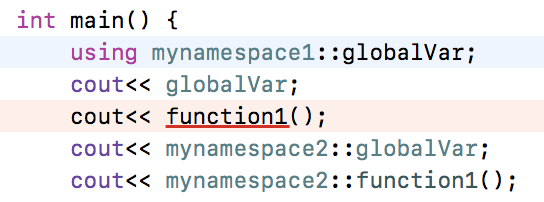 int main() {
    using mynamespace1::globalVar;
    cout<< globalVar;
    cout<< function1();
    cout<< mynamespace2::globalVar;
    cout<< mynamespace2::function1();